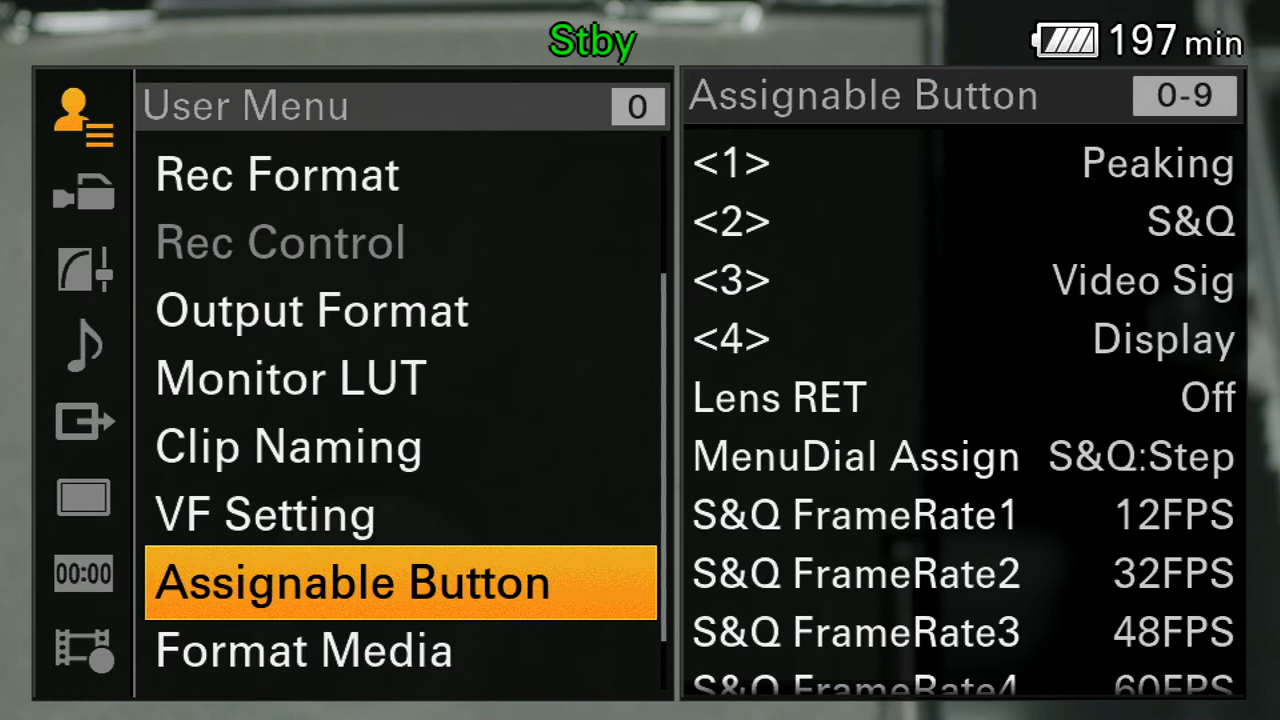 Stby
197 min
User Menu 0
Rec Format
Rec Control
Output Format
Monitor LUT
Clip Naming
VF Setting
Assignable Button
Format Media
00:00
Assignable Button 0-9
<1> Peaking
<2> S&Q
<3> Video Sig
<4> Display
Lens RET Off
MenuDial Assign S&Q:Step
S&Q FrameRate1 12FPS
S&Q FrameRate2 32FPS
S&Q FrameRate3 48FPS
S&Q FrameRate4 60FPS